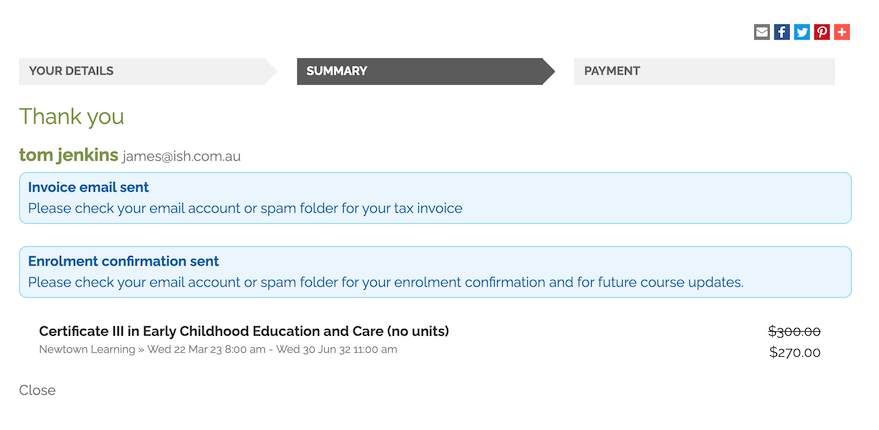 YOUR DETAILS
SUMMARY
PAYMENT
Thank you
tom jenkins james@ish.com.au
Invoice email sent
Please check your email account or spam folder for your tax invoice
Enrolment confirmation sent
Please check your email account or spam folder for your enrolment confirmation and for future course updates.
Certificate III in Early Childhood Education and Care (no units) $300.00
Newtown Learning » Wed 22 Mar 23 8:00 am - Wed 30 Jun 32 11:00 am $270.00
Close